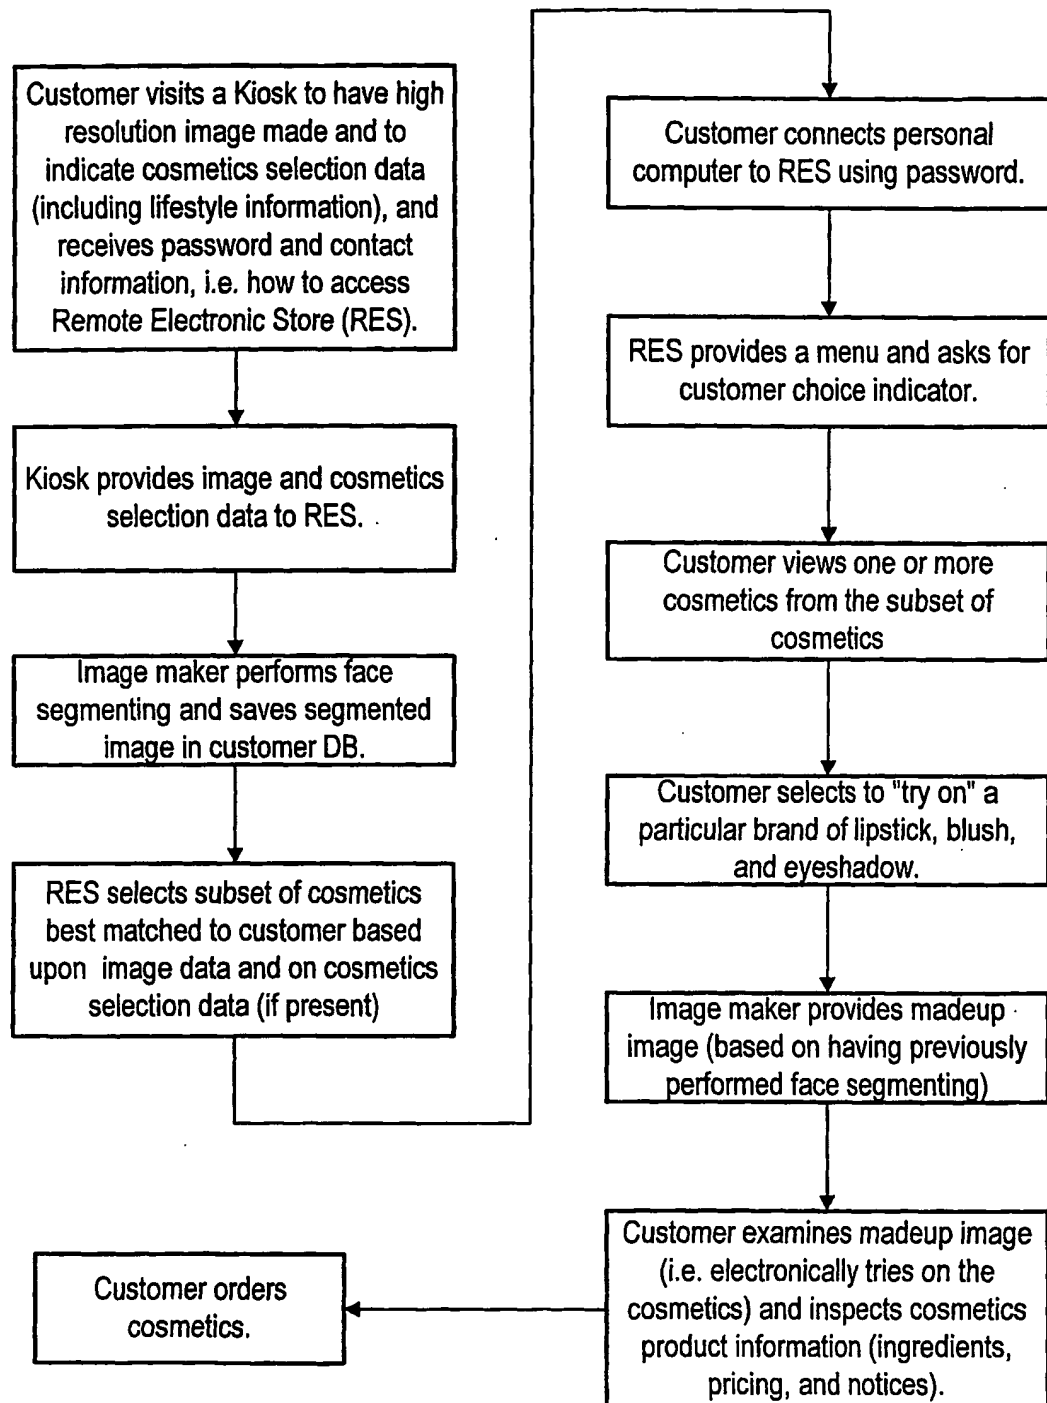 Customer visits a Kiosk to have high
resolution image made and to
indicate cosmetics selection data
(including lifestyle information), and
receives password and contact
information, i.e. how to access
Remote Electronic Store (RES).
Kiosk provides image and cosmetics
selection data to RES.
Image maker performs face
segmenting and saves segmented
image in customer DB.
RES selects subset of cosmetics
best matched to customer based
upon image data and on cosmetics
selection data (if present)
Customer connects personal
computer to RES using password.
RES provides a menu and asks for
customer choice indicator.
Customer views one or more
cosmetics from the subset of
cosmetics
Customer selects to "try on" a
particular brand of lipstick, blush,
and eyeshadow.
Image maker provides madeup
image (based on having previously
performed face segmenting)
Customer examines madeup image
(i.e. electronically tries on the
cosmetics) and inspects cosmetics
product information (ingredients,
pricing, and notices).
Customer orders
cosmetics.